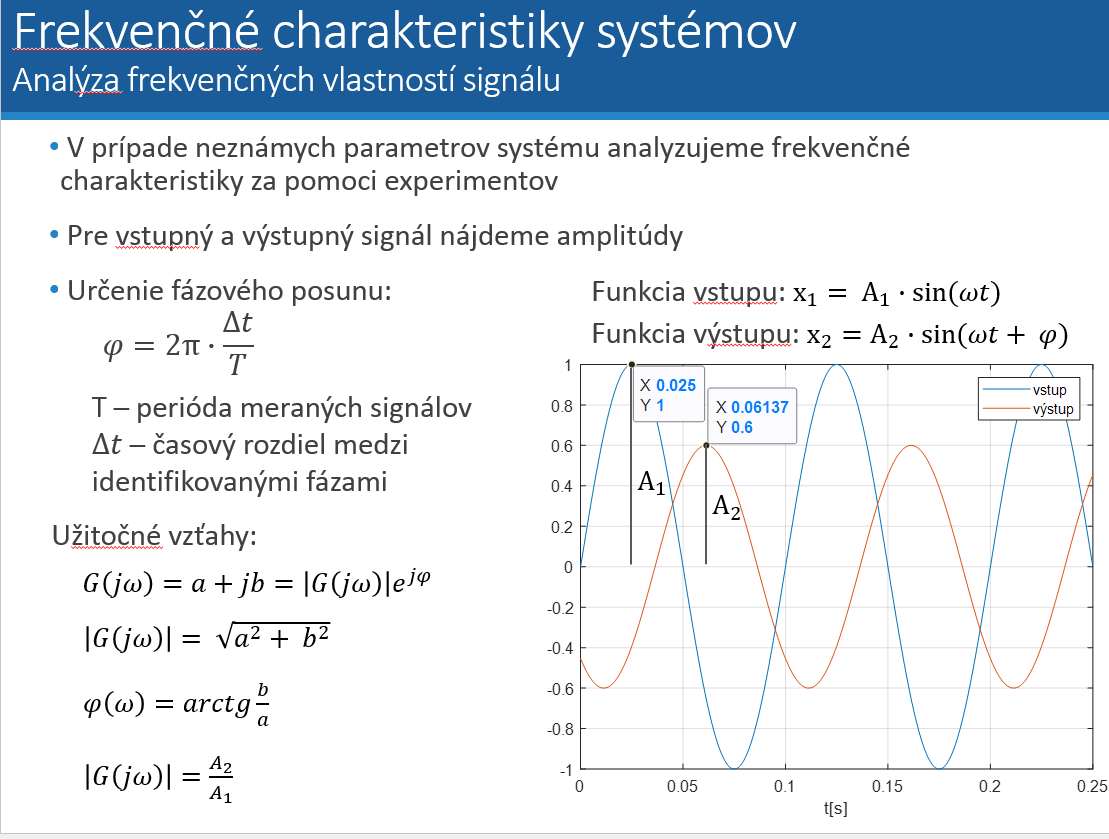 Frekvenčné charakteristiky systémov
Analýza frekvenčných vlastností signálu
• V prípade neznámych parametrov systému analyzujeme frekvenčné
charakteristiky za pomoci experimentov
• Pre vstupný a výstupný signál nájdeme amplitúdy
• Určenie fázového posunu:
φ = 2π · Δt/T
T – perióda meraných signálov
Δt – časový rozdiel medzi
identifikovanými fázami
Užitočné vzťahy:
G(jω) = a + jb = |G(jω)|e^{jφ}
|G(jω)| = √(a² + b²)
φ(ω) = arctg b/a
|G(jω)| = A₂/A₁
Funkcia vstupu: x₁ = A₁ · sin(ωt)
Funkcia výstupu: x₂ = A₂ · sin(ωt + φ)
X 0.025
Y 1
X 0.06137
Y 0.6
vstup
výstup
A₁
A₂
1
0.8
0.6
0.4
0.2
0
-0.2
-0.4
-0.6
-0.8
-1
0 0.05 0.1 0.15 0.2 0.25
t[s]